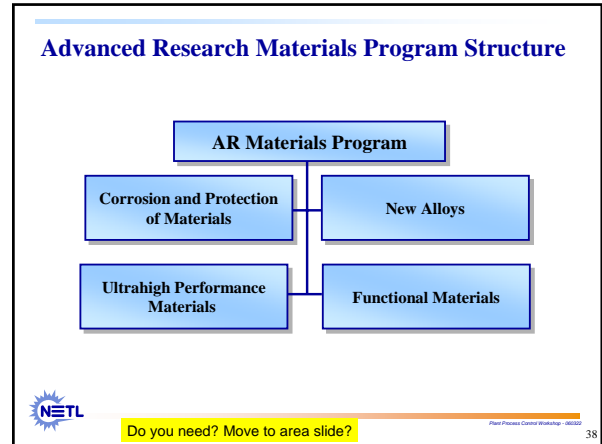 Advanced Research Materials Program Structure
AR Materials Program
Corrosion and Protection
of Materials
New Alloys
Ultrahigh Performance
Materials
Functional Materials
NETL
Do you need? Move to area slide?
Plant Process Control Workshop -
38